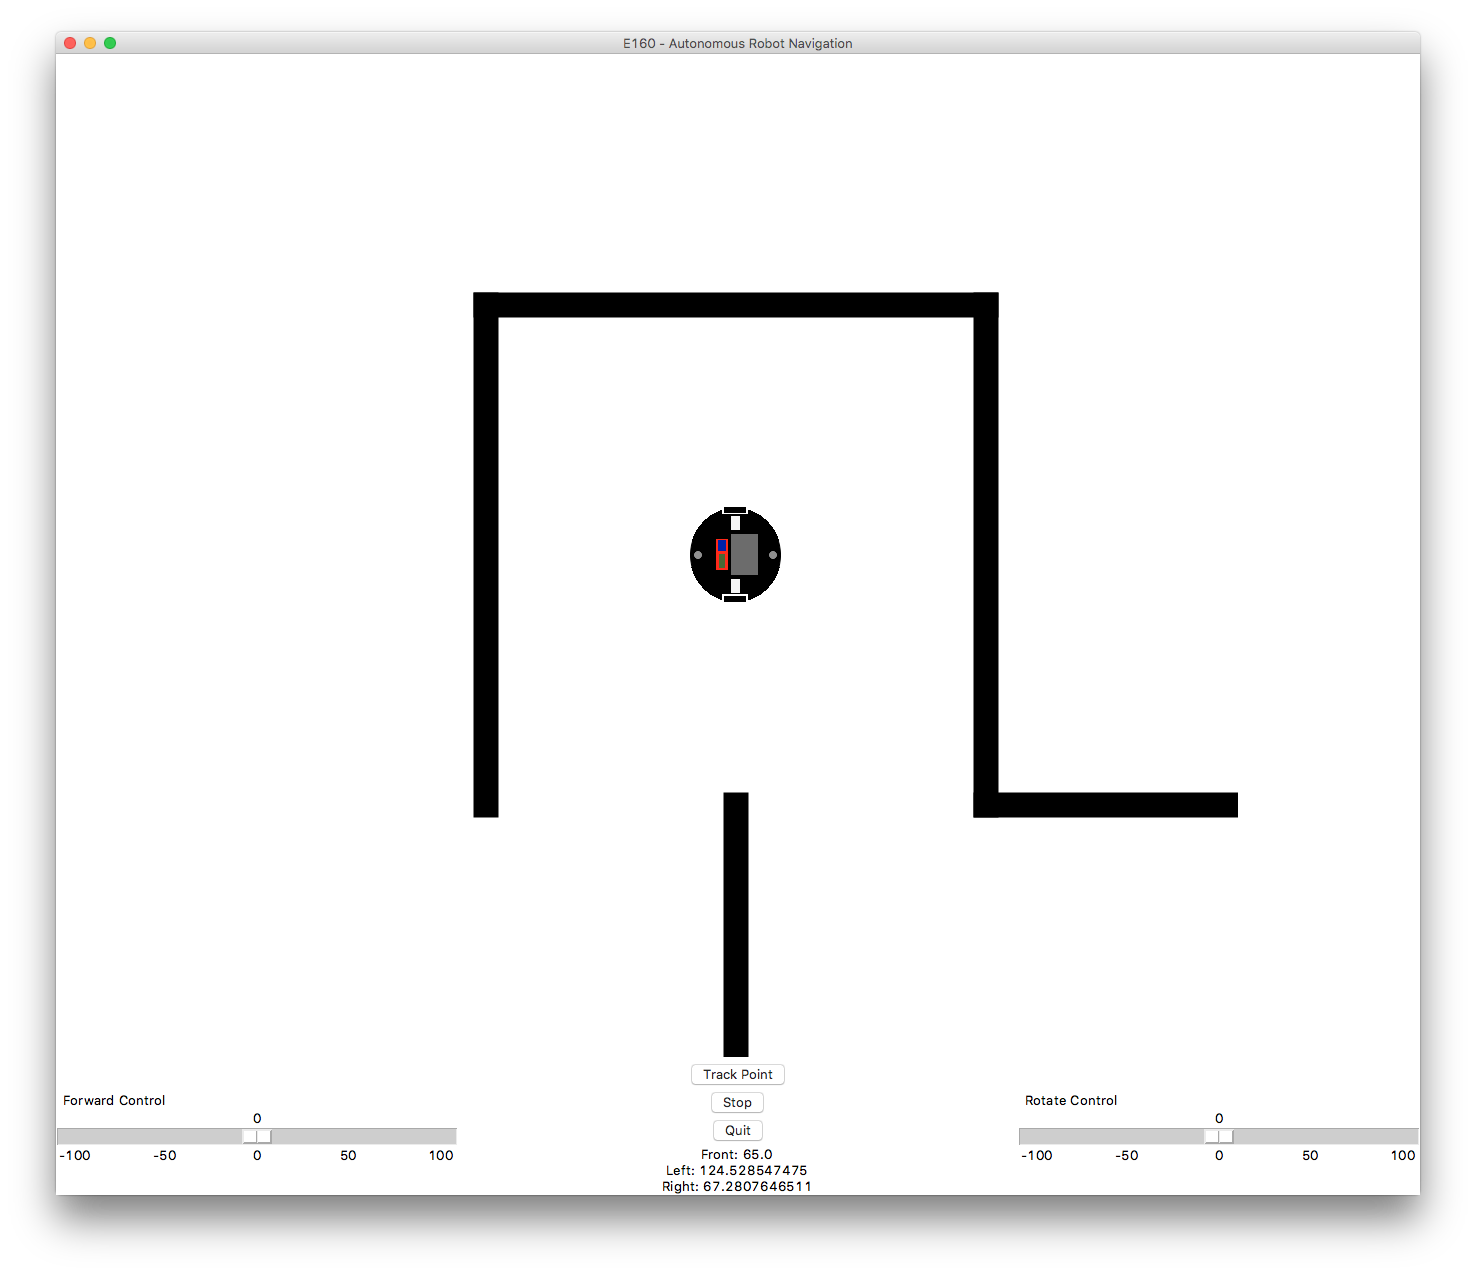 E160 - Autonomous Robot Navigation
Track Point
Forward Control
Stop
Rotate Control
0
0
Quit
-100 -50 0 50 100
-100 -50 0 50 100
Front: 65.0
Left: 124.528547475
Right: 67.2807646511